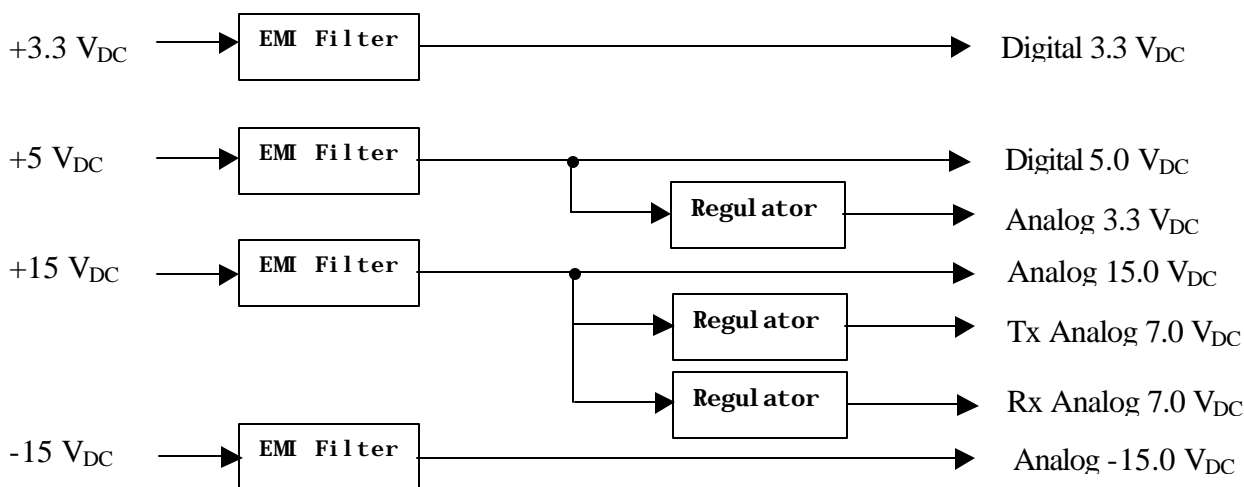 +3.3 VDC EMI Filter Digital 3.3 VDC
+5 VDC EMI Filter Digital 5.0 VDC
Regulator Analog 3.3 VDC
+15 VDC EMI Filter Analog 15.0 VDC
Regulator Tx Analog 7.0 VDC
Regulator Rx Analog 7.0 VDC
-15 VDC EMI Filter Analog -15.0 VDC